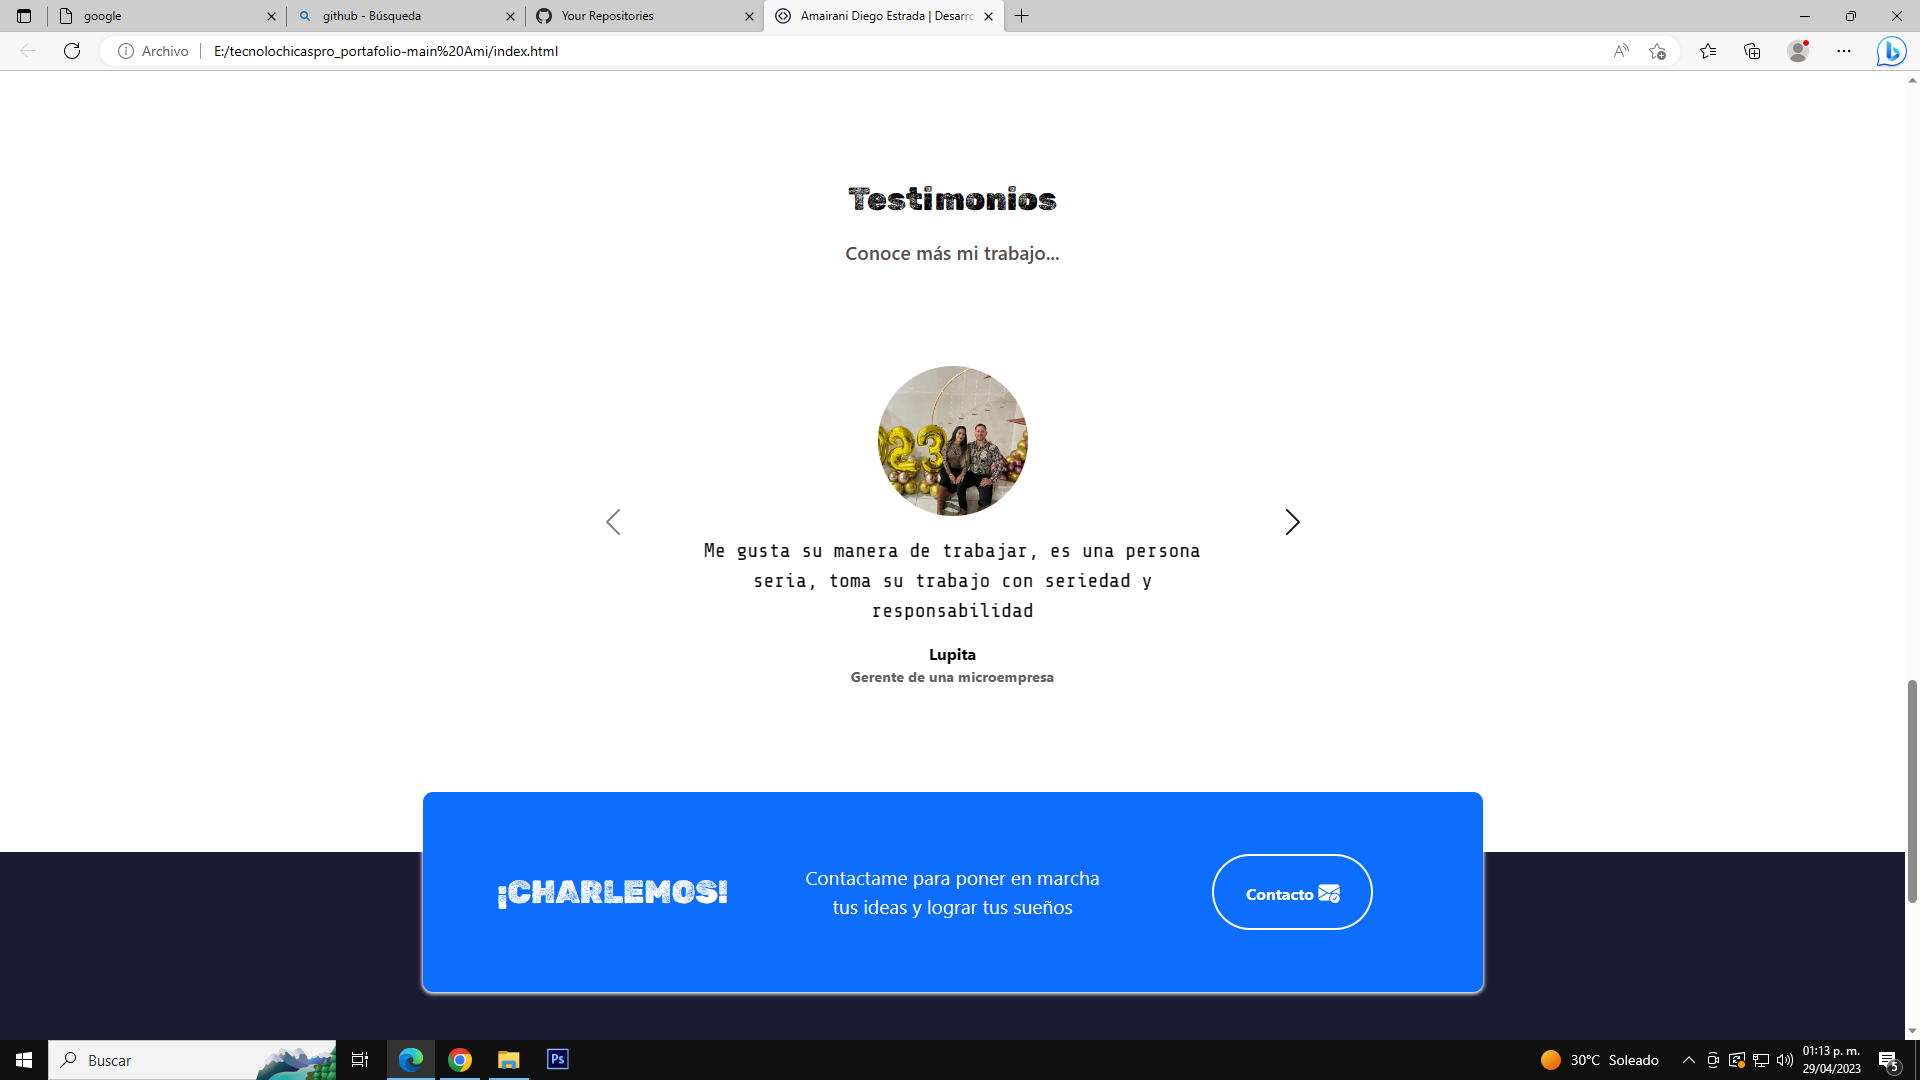 google
github - Búsqueda
Your Repositories
Amairani Diego Estrada | Desarro
Archivo
E:/tecnolochicaspro_portafolio-main%20Ami/index.html
Testimonios
Conoce más mi trabajo...
23
Me gusta su manera de trabajar, es una persona
seria, toma su trabajo con seriedad y
responsabilidad
Lupita
Gerente de una microempresa
¡CHARLEMOS!
Contactame para poner en marcha
tus ideas y lograr tus sueños
Contacto
Buscar
Ps
30°C Soleado
01:13 p. m.
29/04/2023
5